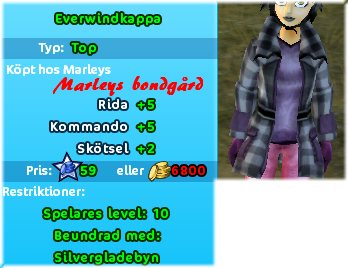 Everwindkappa
Typ: Top
Köpt hos Marleys
Marleys bondgård
Rida +5
Kommando +5
Skötsel +2
Pris: 59 eller 6800
Restriktioner:
Spelares level: 10
Beundrad med:
Silvergladebyn